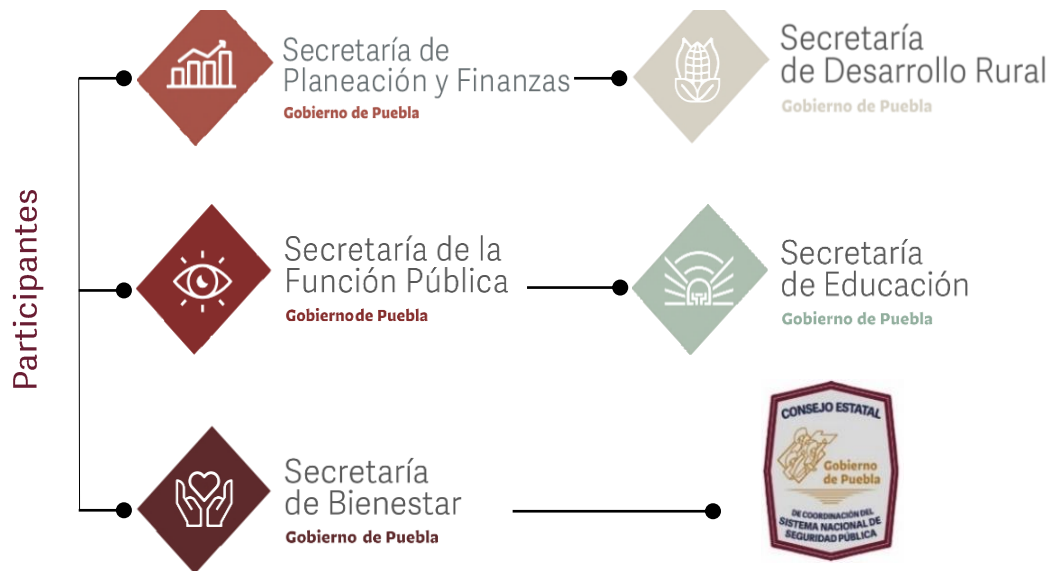 Participantes
Secretaría de
Planeación y Finanzas
Gobierno de Puebla
Secretaría
de Desarrollo Rural
Gobierno de Puebla
Secretaría de la
Función Pública
Gobierno de Puebla
Secretaría
de Educación
Gobierno de Puebla
Secretaría
de Bienestar
Gobierno de Puebla
CONSEJO ESTATAL
Gobierno
de Puebla
DE COORDINACIÓN DEL
SISTEMA NACIONAL DE
SEGURIDAD PÚBLICA